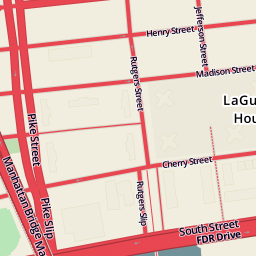 Jefferson Street
Henry Street
Rutgers Street
Madison Street
LaGu
Hou
Pike Street
Cherry Street
Manhattan Bridge Ma
Pike Slip
Rutgers Slip
South Street
FDR Drive